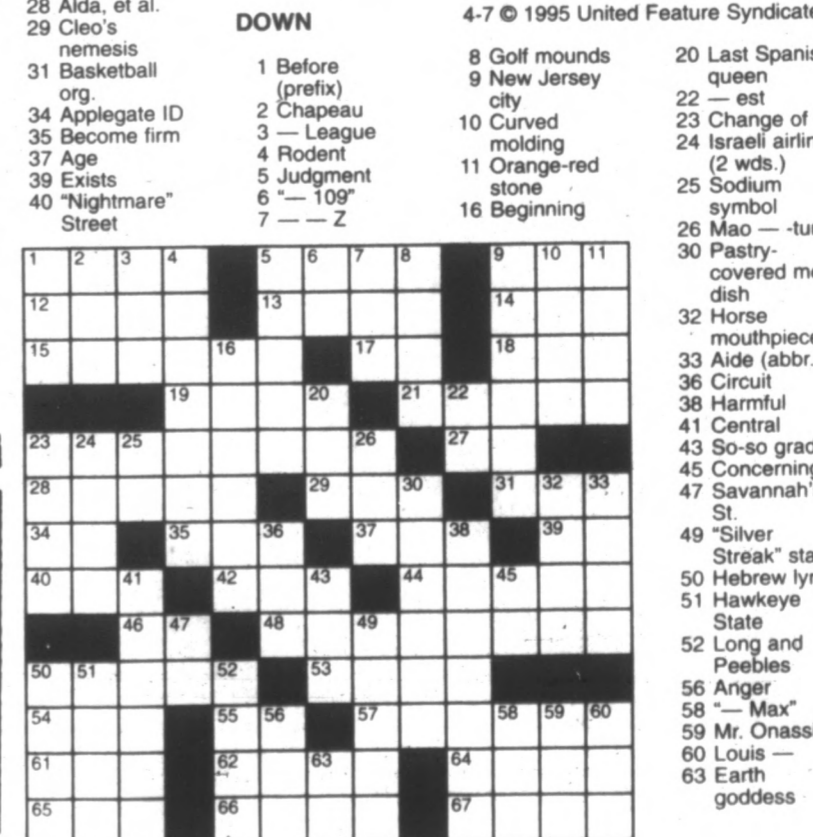 28 Alda, et al.
29 Cleo's
nemesis
31 Basketball
org.
34 Applegate ID
35 Become firm
37 Age
39 Exists
40 "Nightmare"
Street
DOWN
1 Before
(prefix)
2 Chapeau
3 — League
4 Rodent
5 Judgment
6 "— 109"
7 — — Z
4-7 © 1995 United Feature Syndicate
8 Golf mounds
9 New Jersey
city
10 Curved
molding
11 Orange-red
stone
16 Beginning
20 Last Spanis
queen
22 — est
23 Change of
24 Israeli airlin
(2 wds.)
25 Sodium
symbol
26 Mao — -tu
30 Pastry-
covered me
dish
32 Horse
mouthpiece
33 Aide (abbr.
36 Circuit
38 Harmful
41 Central
43 So-so grad
45 Concerning
47 Savannah'
St.
49 "Silver
Streak" sta
50 Hebrew lyr
51 Hawkeye
State
52 Long and
Peebles
56 Anger
58 "— Max"
59 Mr. Onassi
60 Louis —
63 Earth
goddess
1 2 3 4 5 6 7 8 9 10 11
12 13 14
15 16 17 18
19 20 21 22
23 24 25 26 27
28 29 30 31 32 33
34 35 36 37 38 39
40 41 42 43 44 45
46 47 48 49
50 51 52 53
54 55 56 57 58 59 60
61 62 63 64
65 66 67